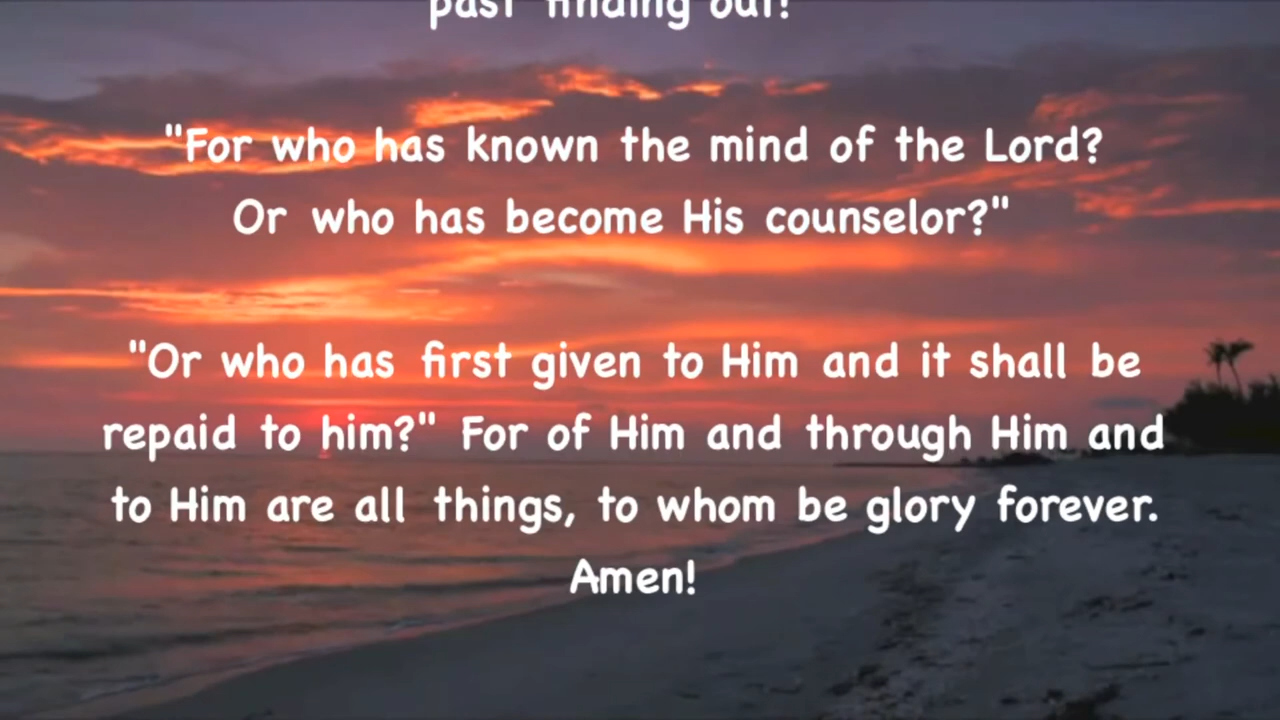 past finding out!
"For who has known the mind of the Lord?
Or who has become His counselor?"
"Or who has first given to Him and it shall be
repaid to him?" For of Him and through Him and
to Him are all things, to whom be glory forever.
Amen!